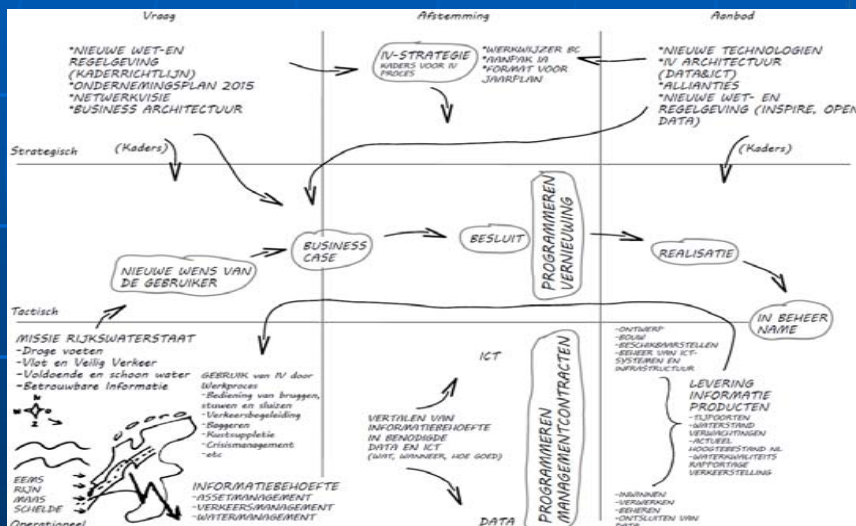 Vraag
Afstemming
Aanbod
*NIEUWE WET-EN
REGELGEVING
(KADERRICHTLIJN)
*ONDERNEMINGSPLAN 2015
*NETWERKVISIE
*BUSINESS ARCHITECTUUR
IV-STRATEGIE
KADERS VOOR IV
PROCES
*WERKWIJZER BC
*AANPAK IA
*FORMAT VOOR
JAARPLAN
*NIEUWE TECHNOLOGIEN
*IV ARCHITECTUUR
(DATA&ICT)
*ALLIANTIES
*NIEUWE WET- EN
REGELGEVING (INSPIRE, OPEN
DATA)
Strategisch
(Kaders)
(Kaders)
NIEUWE WENS VAN
DE GEBRUIKER
BUSINESS
CASE
BESLUIT
PROGRAMMEREN
VERNIEUWING
REALISATIE
IN BEHEER
NAME
Tactisch
MISSIE RIJKSWATERSTAAT
-Droge voeten
-Vlot en Veilig Verkeer
-Voldoende en schoon water
-Betrouwbare Informatie
N
W O
Z
EEMS
RIJN
MAAS
SCHELDE
GEBRUIK van IV door
Werkproces
-Bediening van bruggen,
stuwen en sluizen
-Verkeersbegeleiding
-Baggeren
-Kustsuppletie
-Crisismanagement
-etc
INFORMATIEBEHOEFTE
-ASSETMANAGEMENT
-VERKEERSMANAGEMENT
-WATERMANAGEMENT
VERTALEN VAN
INFORMATIEBEHOEFTE
IN BENODIGDE
DATA EN ICT
(WAT, WANNEER, HOE GOED)
ICT
DATA
PROGRAMMEREN
MANAGEMENTCONTRACTEN
-ONTWERP
-BOUW
-BESCHIKBAARSTELLEN
-BEHEER VAN ICT-
SYSTEMEN EN
INFRASTRUCTUUR
LEVERING
INFORMATIE
PRODUCTEN
-TIJPOORTEN
-WATERSTAND
VERWACHTINGEN
-ACTUEEL
HOOGTEBESTAND NL
-WATERKWALITEITS
RAPPORTAGE
VERKEERSTELLING
-INWINNEN
-VERWERKEN
-BEHEREN
-ONTSLUITEN VAN
DATA
Operationeel